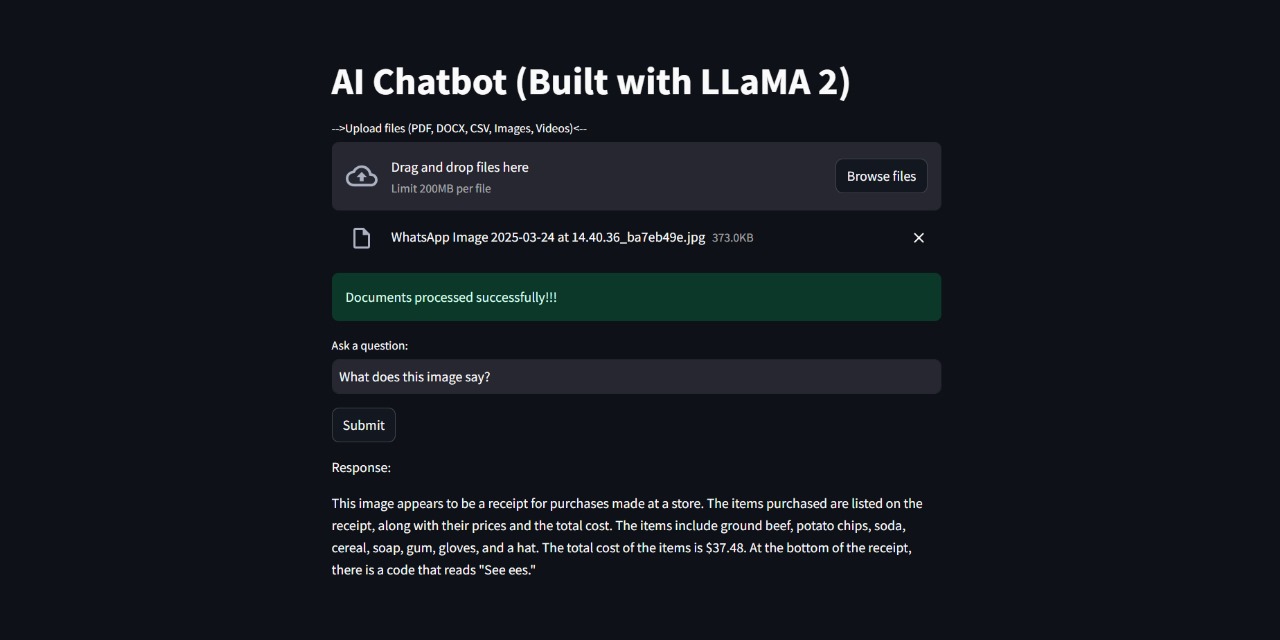 AI Chatbot (Built with LLaMA 2)
-->Upload files (PDF, DOCX, CSV, Images, Videos)<--
Drag and drop files here
Limit 200MB per file
Browse files
WhatsApp Image 2025-03-24 at 14.40.36_ba7eb49e.jpg 373.0KB
Documents processed successfully!!!
Ask a question:
What does this image say?
Submit
Response:
This image appears to be a receipt for purchases made at a store. The items purchased are listed on the
receipt, along with their prices and the total cost. The items include ground beef, potato chips, soda,
cereal, soap, gum, gloves, and a hat. The total cost of the items is $37.48. At the bottom of the receipt,
there is a code that reads "See ees."